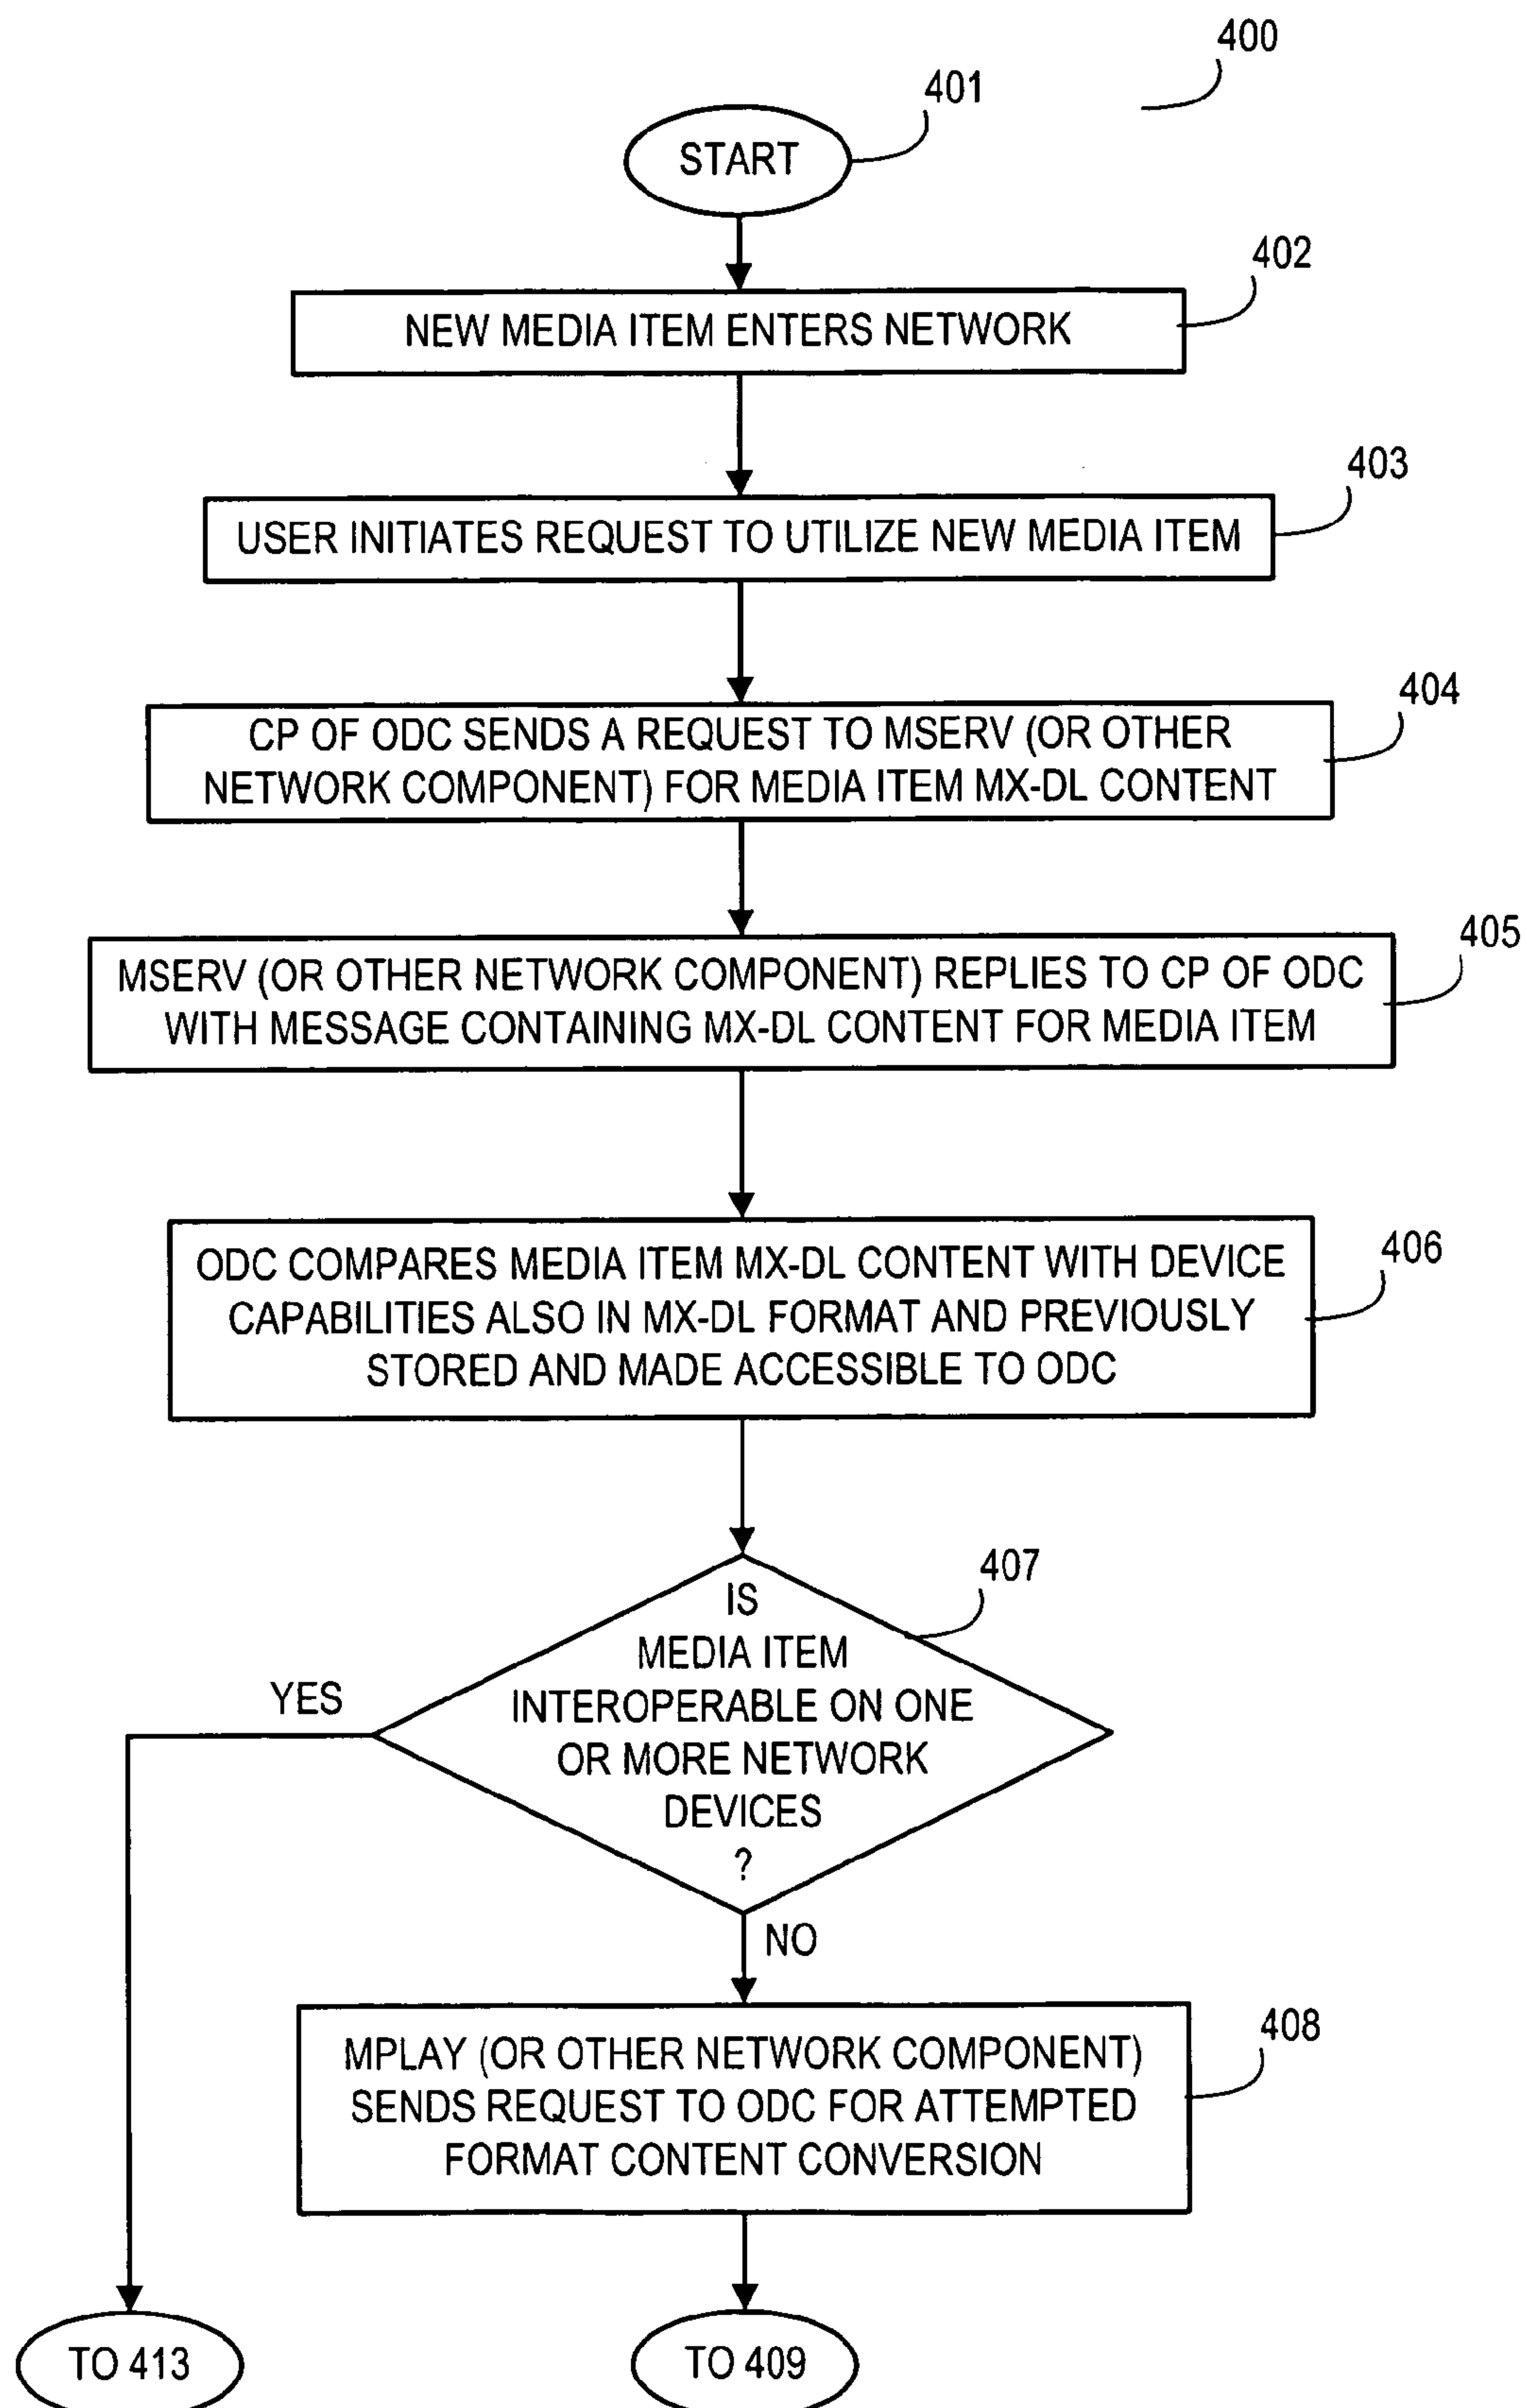 400
401
START
402
NEW MEDIA ITEM ENTERS NETWORK
403
USER INITIATES REQUEST TO UTILIZE NEW MEDIA ITEM
404
CP OF ODC SENDS A REQUEST TO MSERV (OR OTHER
NETWORK COMPONENT) FOR MEDIA ITEM MX-DL CONTENT
405
MSERV (OR OTHER NETWORK COMPONENT) REPLIES TO CP OF ODC
WITH MESSAGE CONTAINING MX-DL CONTENT FOR MEDIA ITEM
406
ODC COMPARES MEDIA ITEM MX-DL CONTENT WITH DEVICE
CAPABILITIES ALSO IN MX-DL FORMAT AND PREVIOUSLY
STORED AND MADE ACCESSIBLE TO ODC
407
IS
MEDIA ITEM
INTEROPERABLE ON ONE
OR MORE NETWORK
DEVICES
?
YES
NO
408
MPLAY (OR OTHER NETWORK COMPONENT)
SENDS REQUEST TO ODC FOR ATTEMPTED
FORMAT CONTENT CONVERSION
TO 413
TO 409